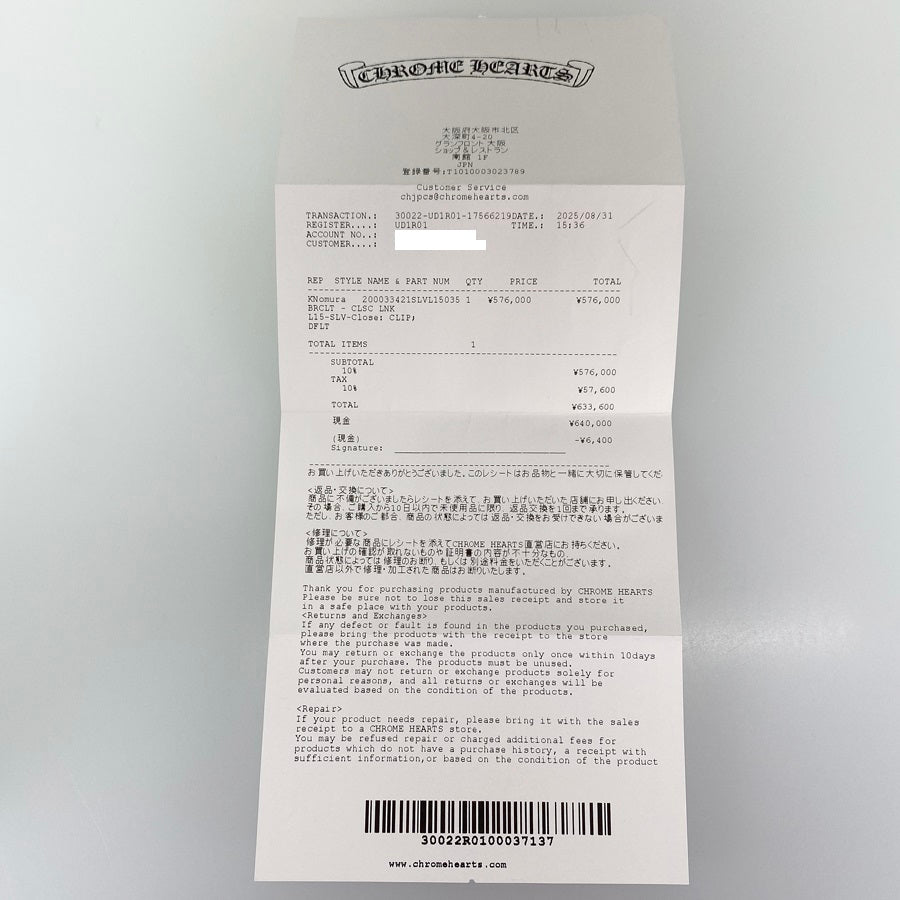 CHROME HEARTS
大阪府大阪市北区
大深町4-20
グランフロント大阪
ショップ&レストラン
南館 1F
JPN
登録番号:T1010003023789
Customer Service
chjpcs@chromehearts.com
TRANSACTION.: 30022-UD1R01-17566219DATE.: 2025/08/31
REGISTER....: UD1R01 TIME.: 15:36
ACCOUNT NO..:
CUSTOMER....:
REP STYLE NAME & PART NUM QTY PRICE TOTAL
KNomura 200033421SLVL15035 1 ¥576,000 ¥576,000
BRCLT - CLSC LNK
L15-SLV-Close: CLIP;
DFLT
TOTAL ITEMS 1
SUBTOTAL
10% ¥576,000
TAX
10% ¥57,600
TOTAL ¥633,600
現金 ¥640,000
(現金) -¥6,400
Signature:
お買い上げいただきありがとうございました。このレシートはお品物と一緒に大切に保管してくだ
<返品・交換について>
商品に不備がございましたらレシートを添えて、お買い上げいただいた店舗にお申し出ください。
その場合、ご購入から10日以内で未使用品に限り、返品交換を1回まで承ります。
ただし、お客様のご都合、商品の状態によっては返品・交換をお受けできない場合がございま
<修理について>
修理が必要な商品にレシートを添えてCHROME HEARTS直営店にお持ちください。
お買い上げの確認が取れないものや証明書の内容が不十分なもの、
商品状態によっては修理のお断り、もしくは別途料金をいただくことがございます。
直営店以外で修理・加工された商品はお断りいたします。
Thank you for purchasing products manufactured by CHROME HEARTS
Please be sure not to lose this sales receipt and store it
in a safe place with your products.
<Returns and Exchanges>
If any defect or fault is found in the products you purchased,
please bring the products with the receipt to the store
where the purchase was made.
You may return or exchange the products only once within 10days
after your purchase. The products must be unused.
Customers may not return or exchange products solely for
personal reasons, and all returns or exchanges will be
evaluated based on the condition of the products.
<Repair>
If your product needs repair, please bring it with the sales
receipt to a CHROME HEARTS store.
You may be refused repair or charged additional fees for
products which do not have a purchase history, a receipt with
sufficient information,or based on the condition of the product
30022R0100037137
www.chromehearts.com